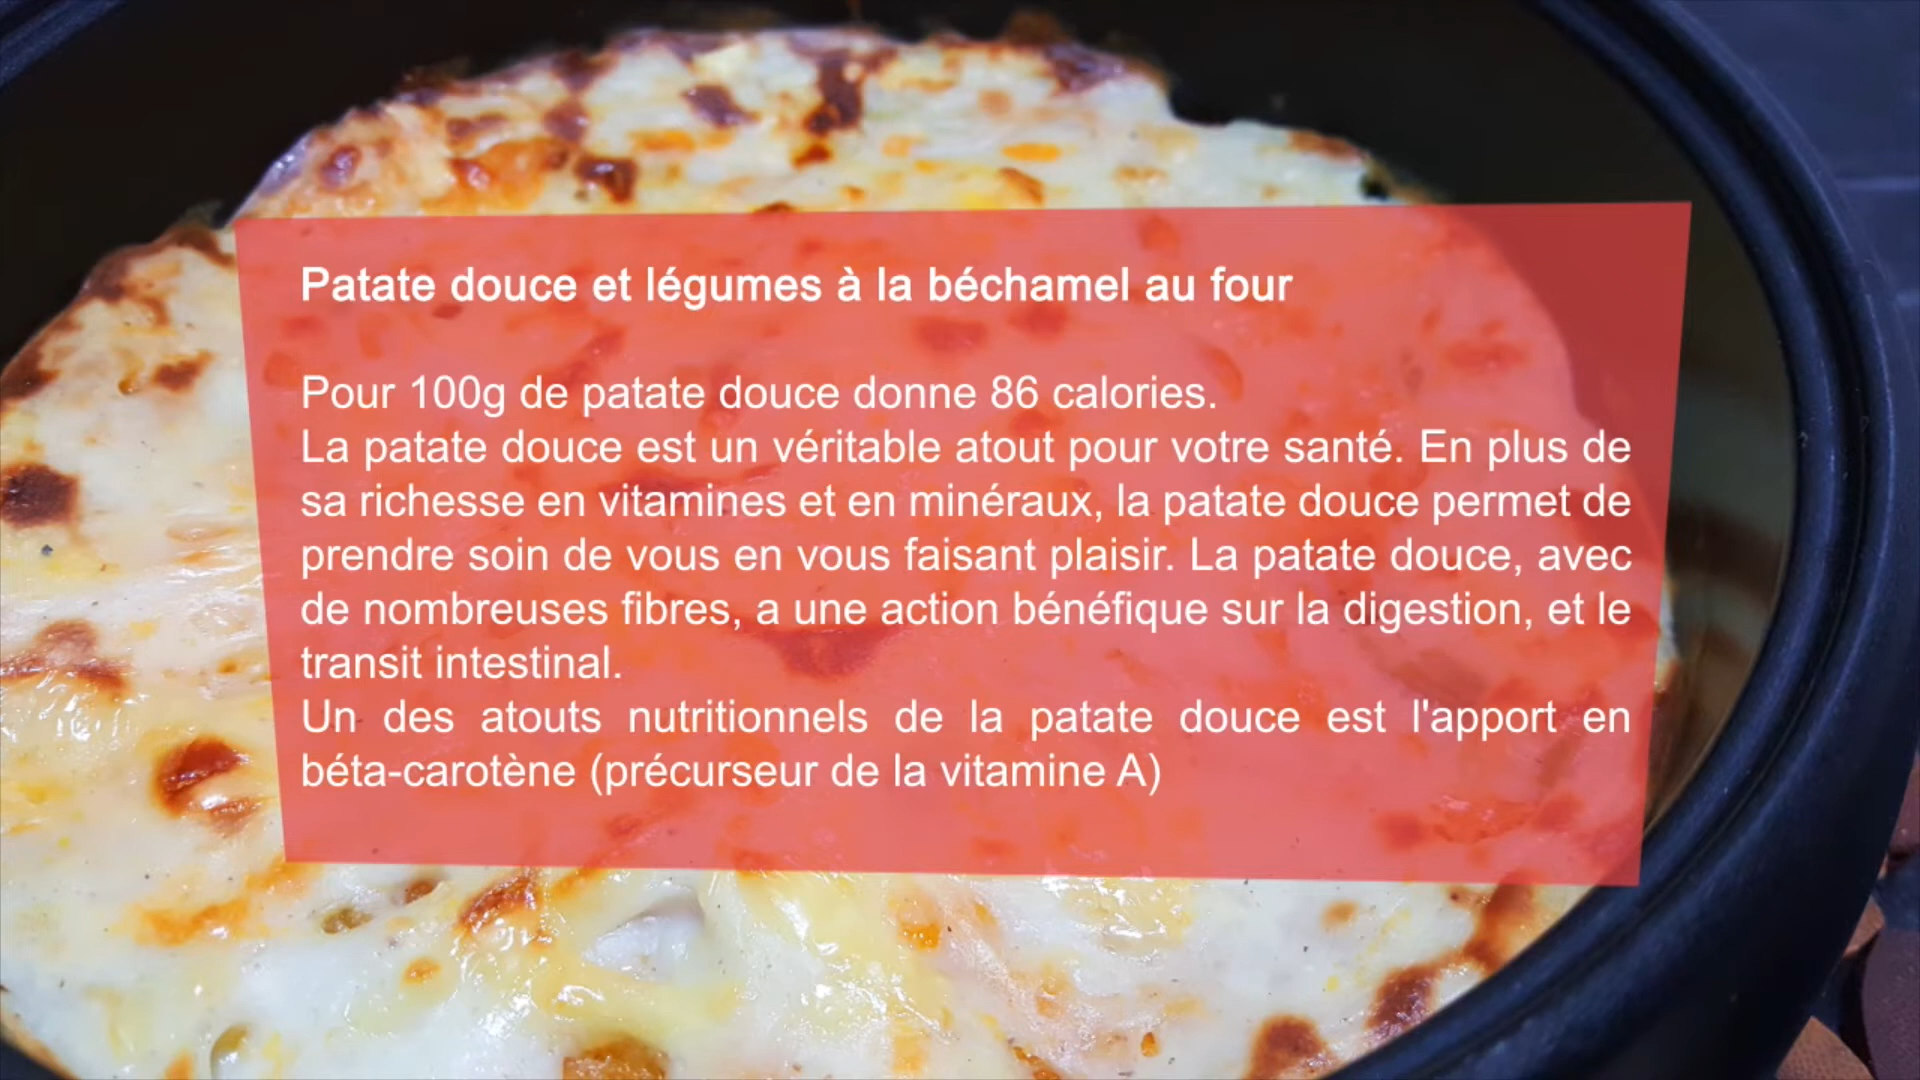 Patate douce et légumes à la béchamel au four
Pour 100g de patate douce donne 86 calories.
La patate douce est un véritable atout pour votre santé. En plus de
sa richesse en vitamines et en minéraux, la patate douce permet de
prendre soin de vous en vous faisant plaisir. La patate douce, avec
de nombreuses fibres, a une action bénéfique sur la digestion, et le
transit intestinal.
Un des atouts nutritionnels de la patate douce est l'apport en
béta-carotène (précurseur de la vitamine A)